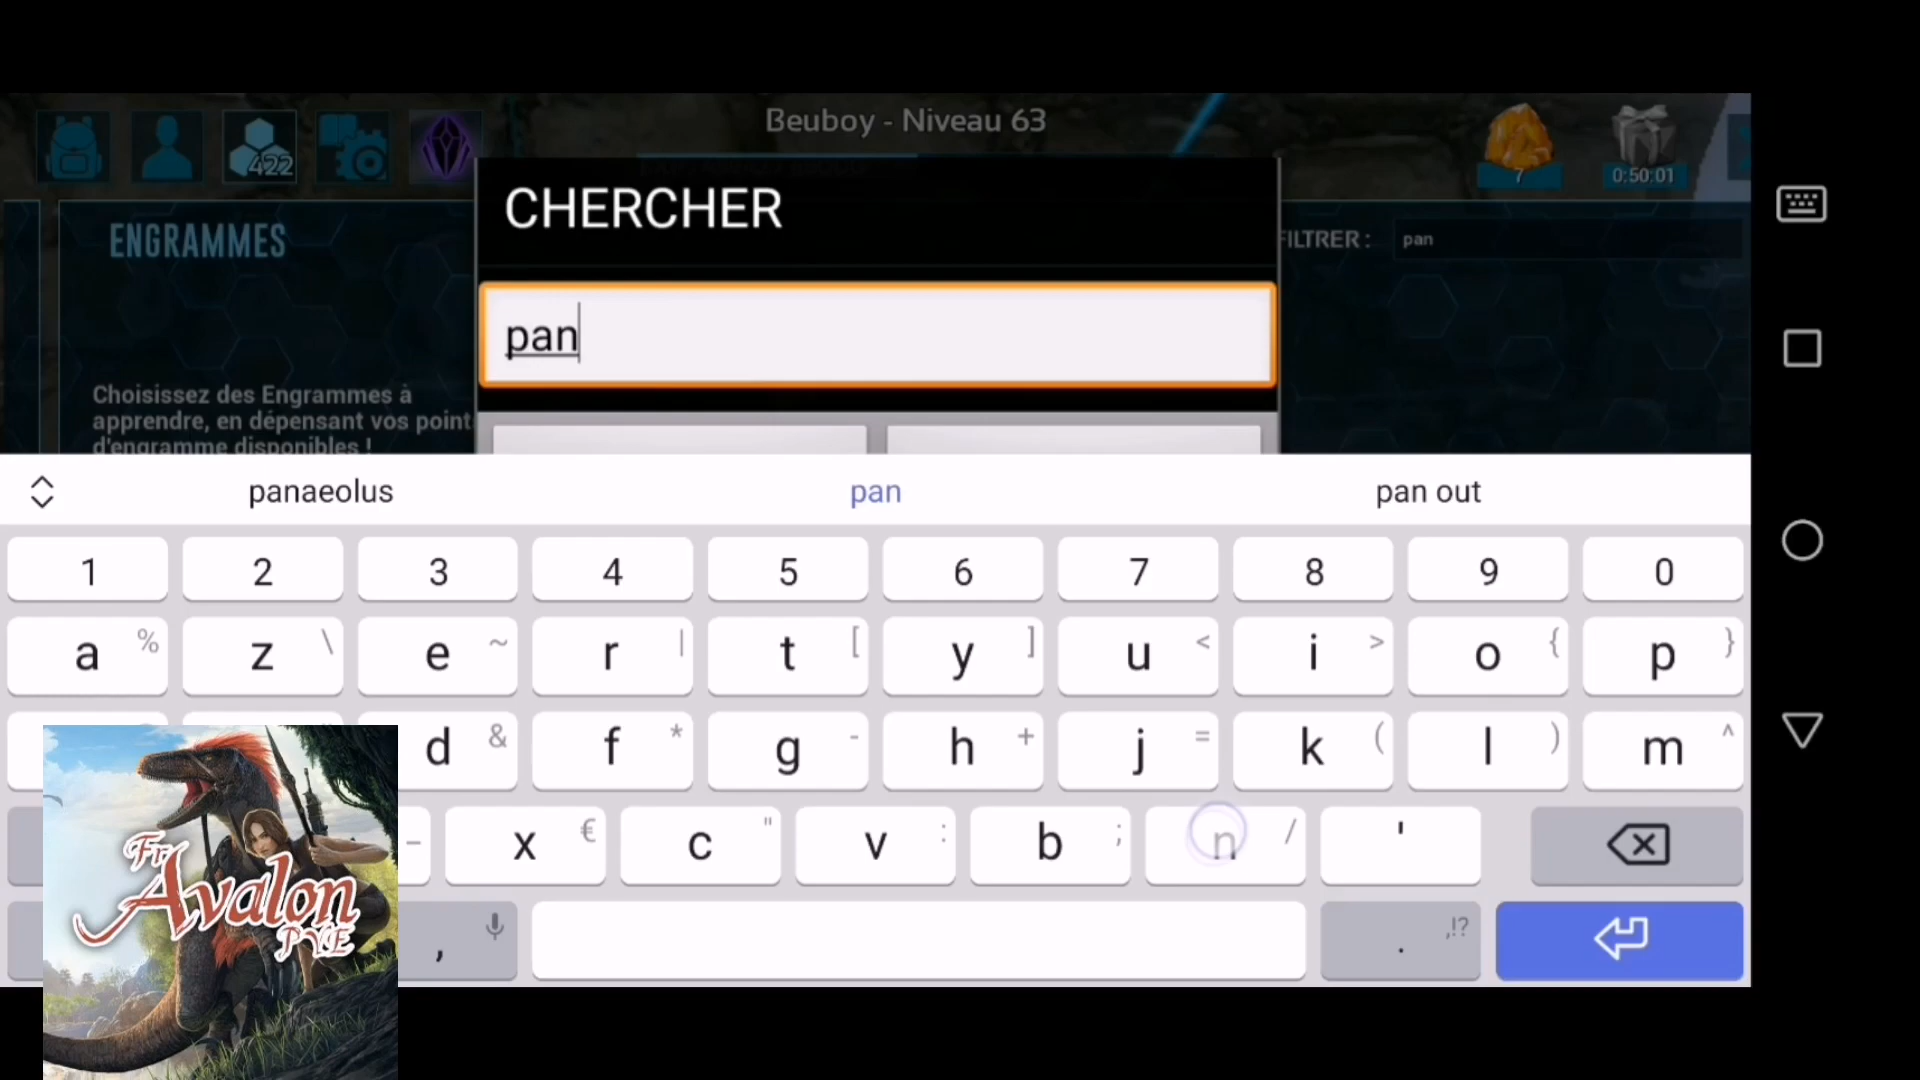 Beuboy - Niveau 63
422
7
0:50:01
CHERCHER
ENGRAMMES
FILTRER :
pan
pan
Choisissez des Engrammes à
apprendre, en dépensant vos point
d'engramme disponibles !
panaeolus
pan
pan out
1 2 3 4 5 6 7 8 9 0
a % z \ e ~ r | t [ y ] u < i > o { p }
d & f * g - h + j = k ( l ) m ^
_ x € c " v : b ; n / '
, . ,!?
Fr
Avalon
PVE